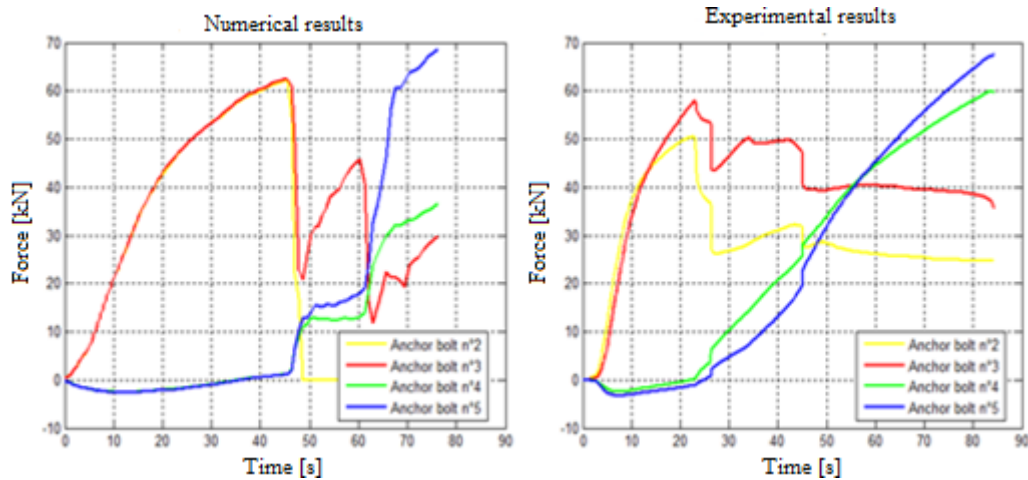 Numerical results
Experimental results
70
60
50
40
30
20
10
0
-10
0 10 20 30 40 50 60 70 80 90
Force [kN]
Time [s]
Anchor bolt n°2
Anchor bolt n°3
Anchor bolt n°4
Anchor bolt n°5
70
60
50
40
30
20
10
0
-10
0 10 20 30 40 50 60 70 80 90
Force [kN]
Time [s]
Anchor bolt n°2
Anchor bolt n°3
Anchor bolt n°4
Anchor bolt n°5